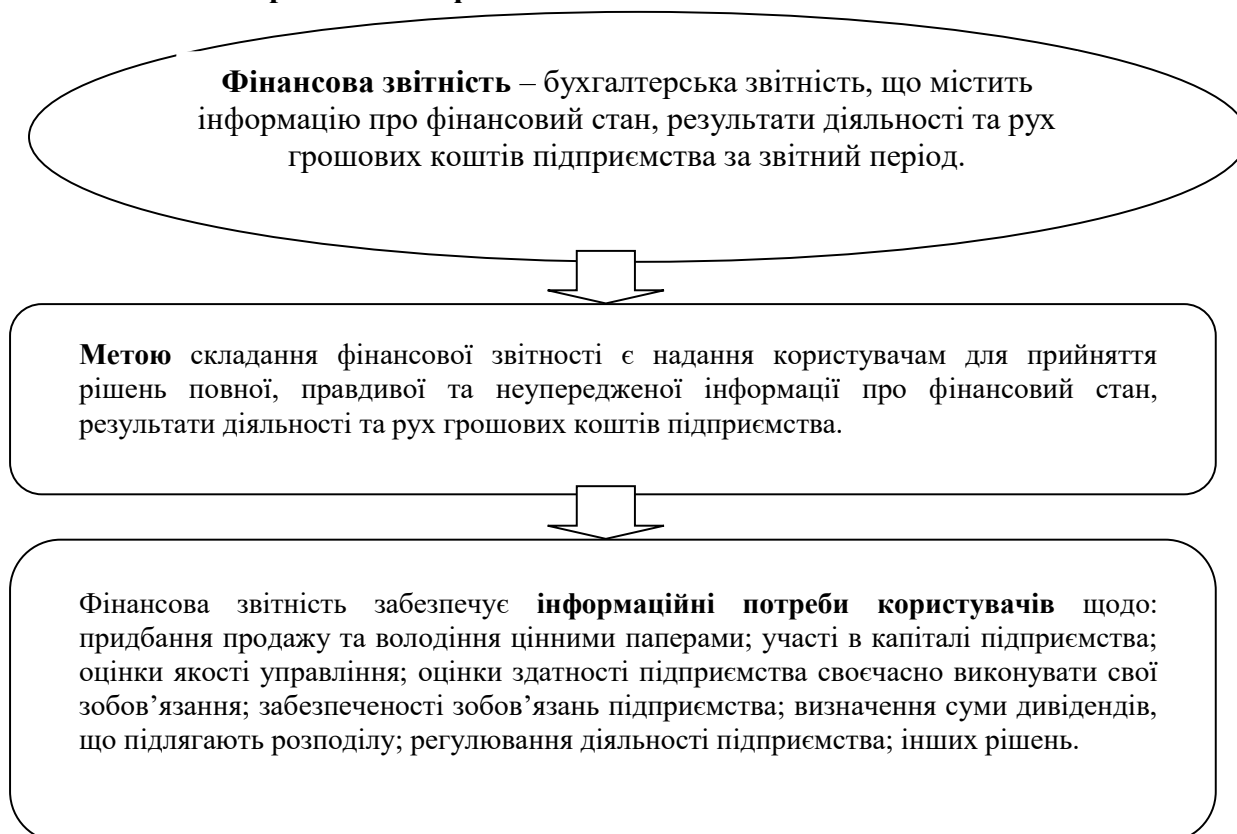 Фінансова звітність – бухгалтерська звітність, що містить
інформацію про фінансовий стан, результати діяльності та рух
грошових коштів підприємства за звітний період.
Метою складання фінансової звітності є надання користувачам для прийняття
рішень повної, правдивої та неупередженої інформації про фінансовий стан,
результати діяльності та рух грошових коштів підприємства.
Фінансова звітність забезпечує інформаційні потреби користувачів щодо:
придбання продажу та володіння цінними паперами; участі в капіталі підприємства;
оцінки якості управління; оцінки здатності підприємства своєчасно виконувати свої
зобов’язання; забезпеченості зобов’язань підприємства; визначення суми дивідендів,
що підлягають розподілу; регулювання діяльності підприємства; інших рішень.